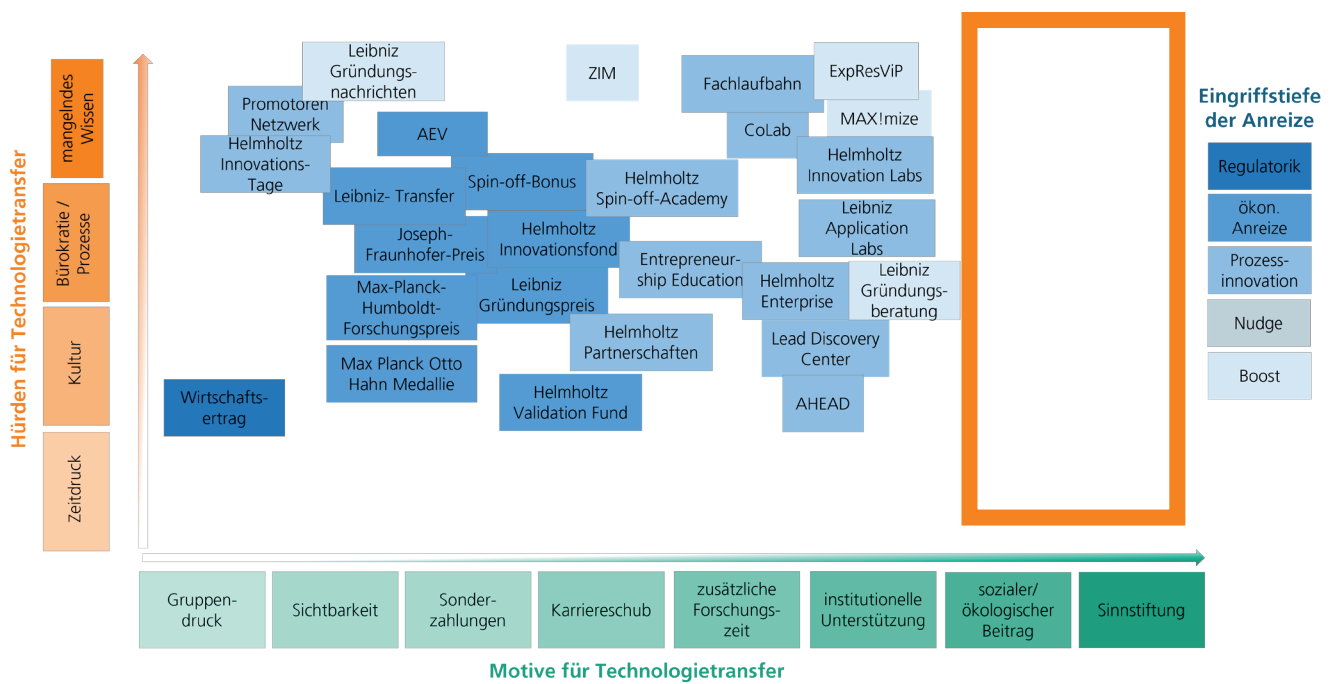 Hürden für Technologietransfer
mangelndes
Wissen
Bürokratie /
Prozesse
Kultur
Zeitdruck
Leibniz
Gründungs-
nachrichten
Promotoren
Netzwerk
Helmholtz
Innovations-
Tage
AEV
ZIM
Fachlaufbahn
ExpResViP
MAX!mize
CoLab
Helmholtz
Innovation Labs
Spin-off-Bonus
Leibniz- Transfer
Helmholtz
Spin-off-Academy
Leibniz
Application
Labs
Joseph-
Fraunhofer-Preis
Helmholtz
Innovationsfond
Entrepreneur-
ship Education
Helmholtz
Enterprise
Leibniz
Gründungs-
beratung
Max-Planck-
Humboldt-
Forschungspreis
Leibniz
Gründungspreis
Helmholtz
Partnerschaften
Lead Discovery
Center
Max Planck Otto
Hahn Medallie
Helmholtz
Validation Fund
AHEAD
Wirtschafts-
ertrag
Eingriffstiefe
der Anreize
Regulatorik
ökon.
Anreize
Prozess-
innovation
Nudge
Boost
Gruppen-
druck
Sichtbarkeit
Sonder-
zahlungen
Karriereschub
zusätzliche
Forschungs-
zeit
institutionelle
Unterstützung
sozialer/
ökologischer
Beitrag
Sinnstiftung
Motive für Technologietransfer